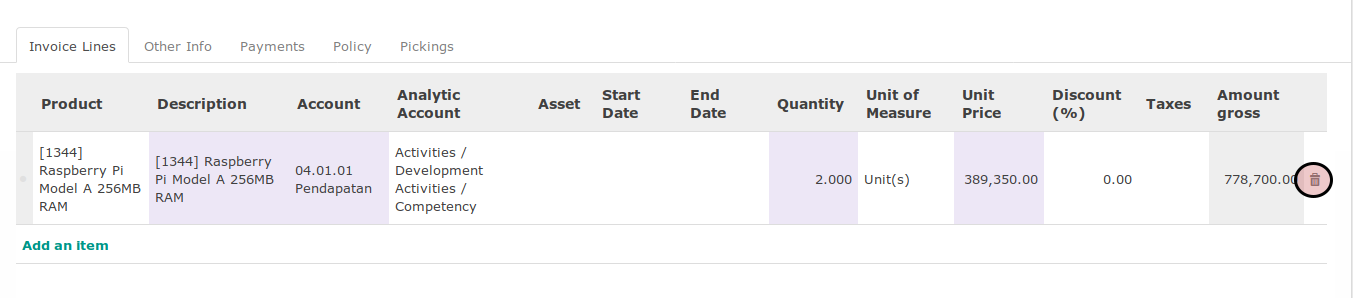 Invoice Lines Other Info Payments Policy Pickings
Product Description Account Analytic Account Asset Start Date End Date Quantity Unit of Measure Unit Price Discount (%) Taxes Amount gross
[1344] Raspberry Pi Model A 256MB RAM [1344] Raspberry Pi Model A 256MB RAM 04.01.01 Pendapatan Activities / Development Activities / Competency 2.000 Unit(s) 389,350.00 0.00 778,700.00
Add an item